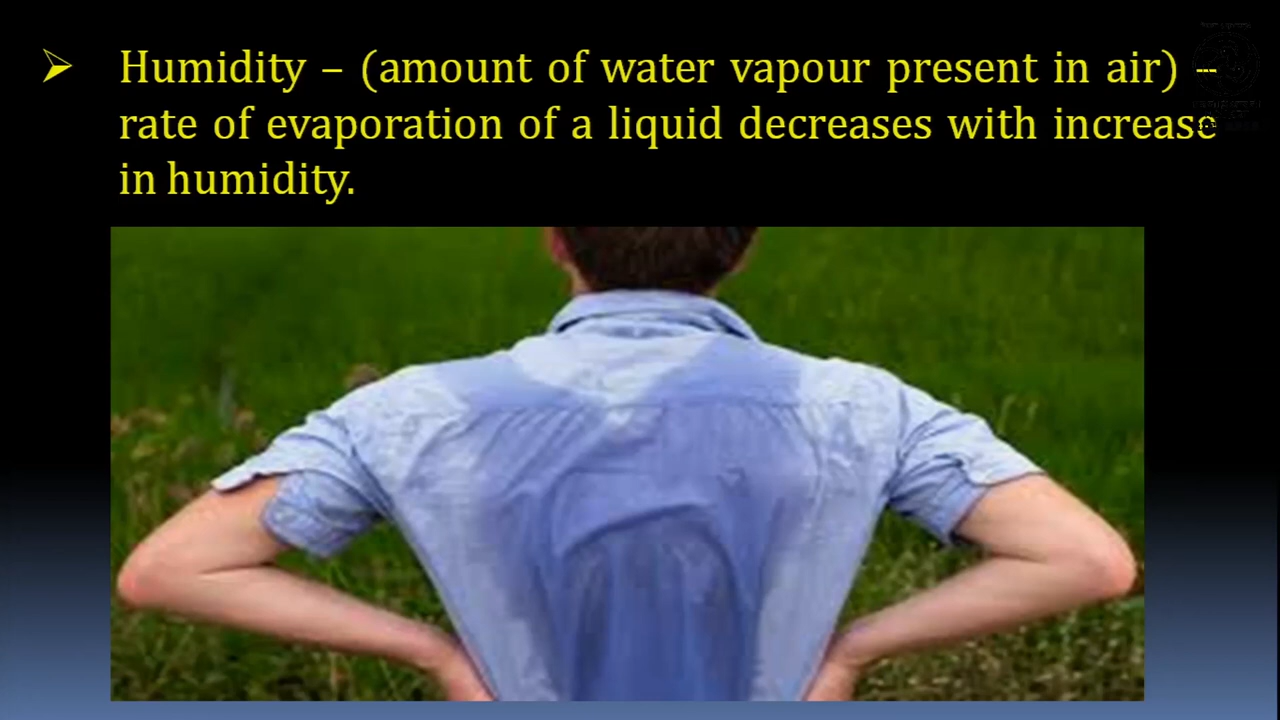 ➢ Humidity – (amount of water vapour present in air) –
rate of evaporation of a liquid decreases with increase
in humidity.